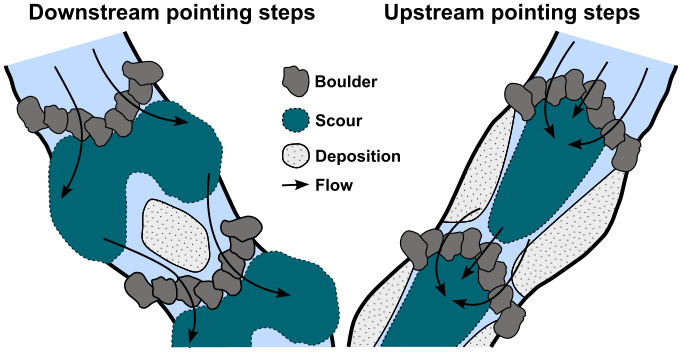 Downstream pointing steps
Upstream pointing steps
Boulder
Scour
Deposition
Flow